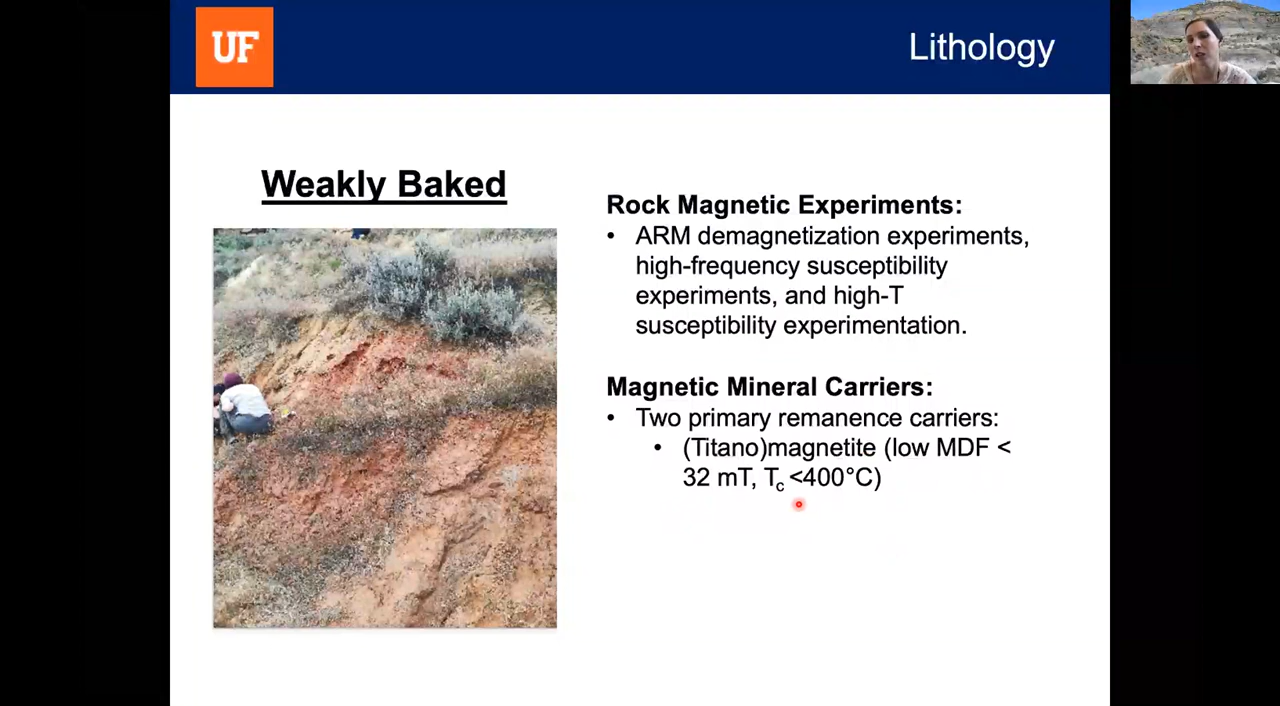 UF
Lithology
Weakly Baked
Rock Magnetic Experiments:
• ARM demagnetization experiments,
high-frequency susceptibility
experiments, and high-T
susceptibility experimentation.
Magnetic Mineral Carriers:
• Two primary remanence carriers:
• (Titano)magnetite (low MDF <
32 mT, Tc <400°C)